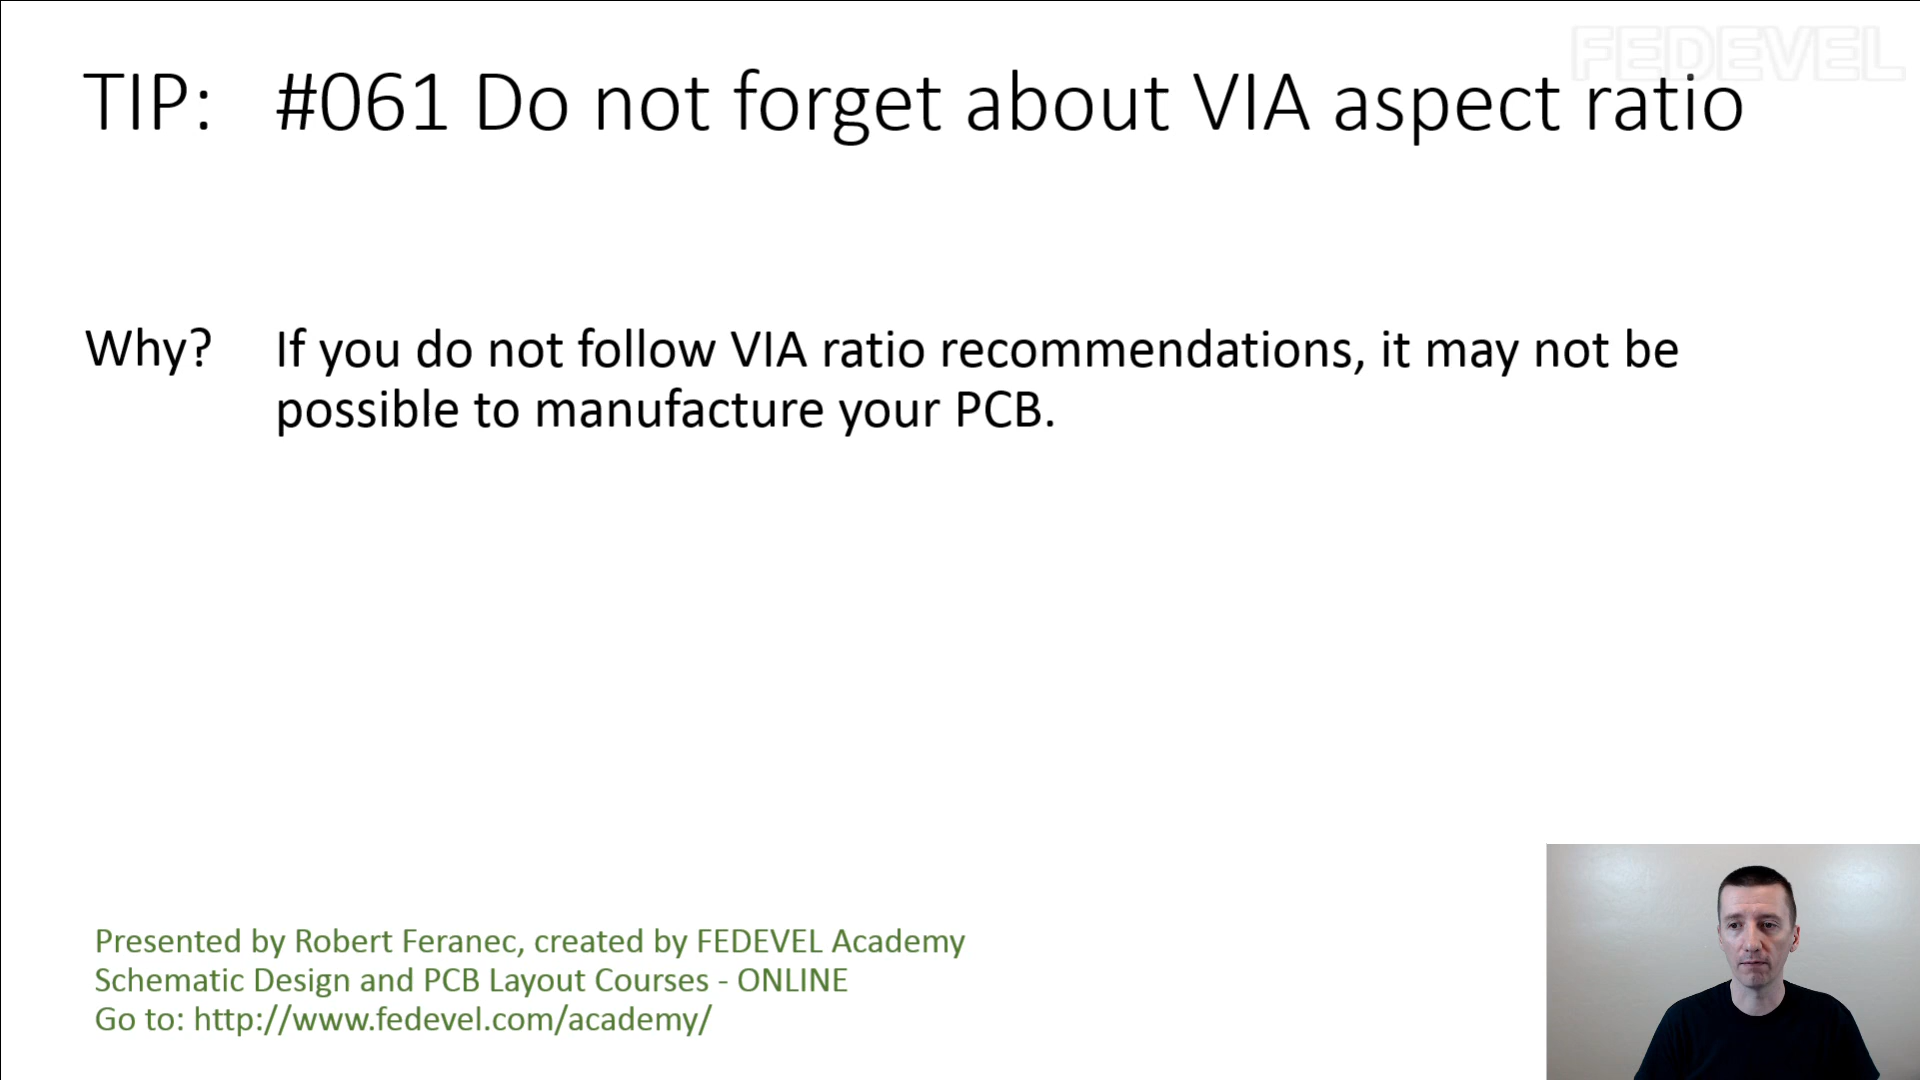 FEDEVEL
TIP: #061 Do not forget about VIA aspect ratio
Why? If you do not follow VIA ratio recommendations, it may not be
possible to manufacture your PCB.
Presented by Robert Feranec, created by FEDEVEL Academy
Schematic Design and PCB Layout Courses - ONLINE
Go to: http://www.fedevel.com/academy/